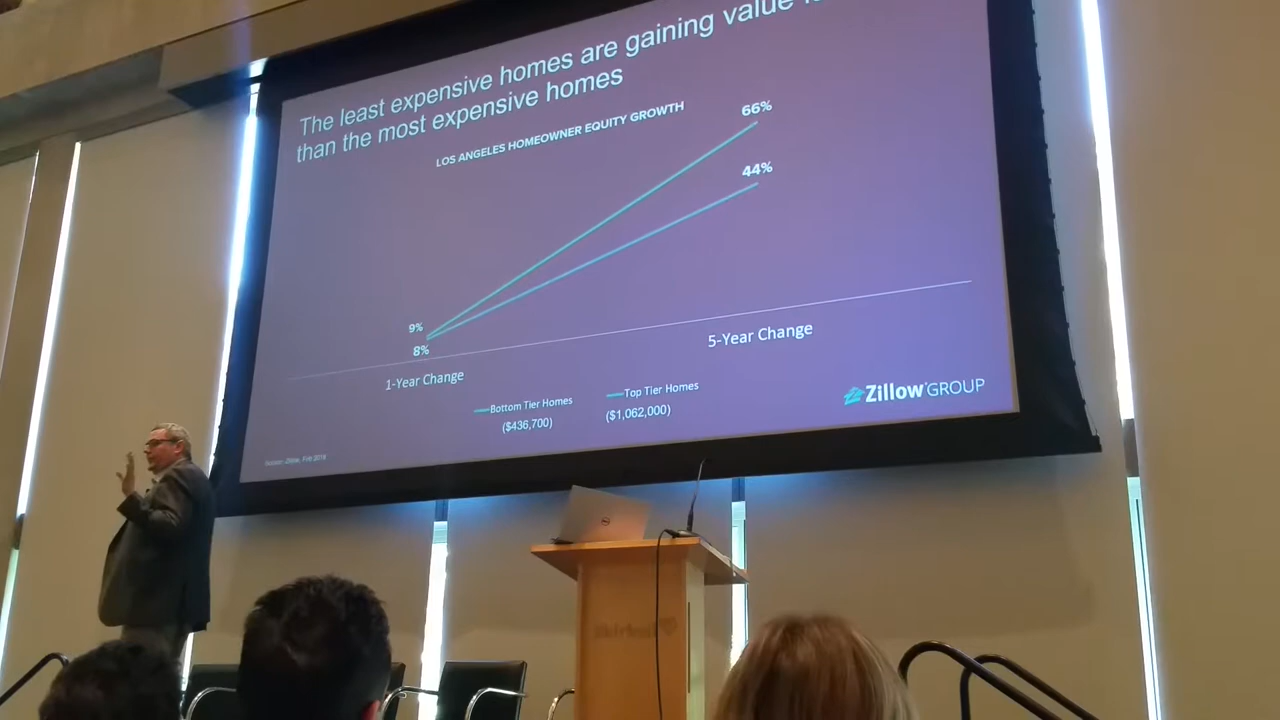 The least expensive homes are gaining value
than the most expensive homes
LOS ANGELES HOMEOWNER EQUITY GROWTH
66%
44%
9%
8%
1-Year Change
5-Year Change
Bottom Tier Homes
($436,700)
Top Tier Homes
($1,062,000)
Zillow GROUP